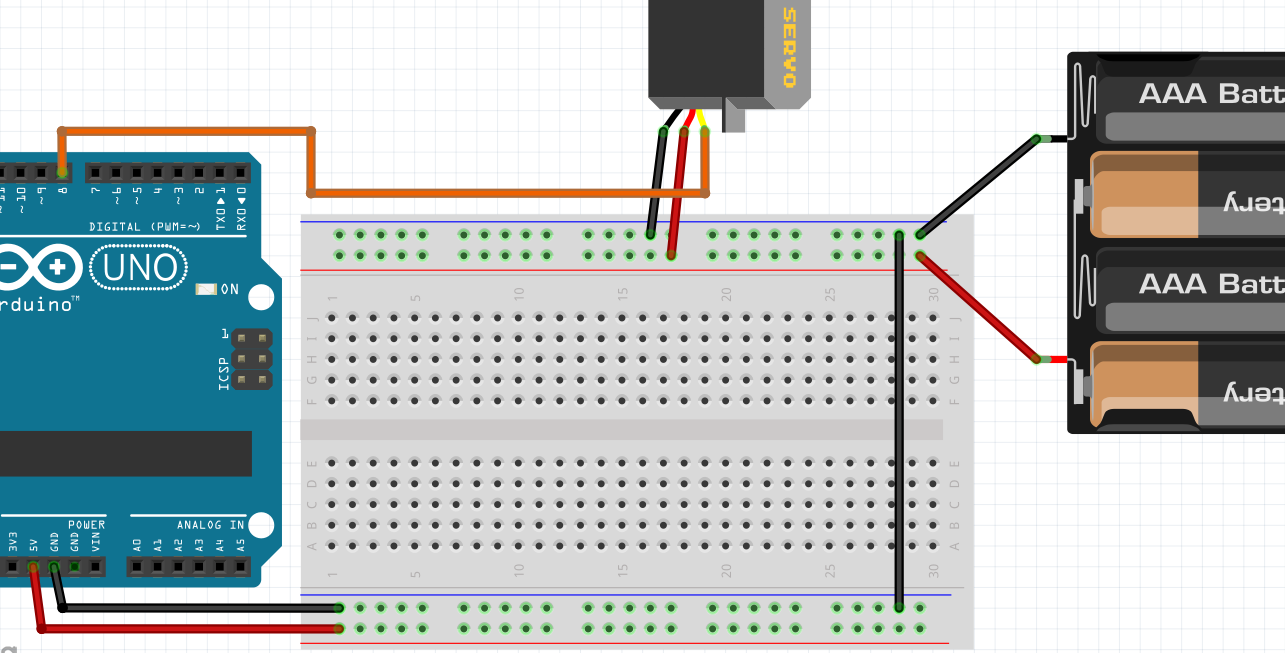 SERVO
AAA Batt
~11
~10
~9
8
7
~6
~5
4
~3
2
TX0▶1
RX0◀0
DIGITAL (PWM=~)
UNO
rduino™
ON
1
ICSP
tery
AAA Batt
tery
1 5 10 15 20 25 30
J J
I I
H H
G G
F F
E E
D D
C C
B B
A A
1 5 10 15 20 25 30
POWER
ANALOG IN
3V3
5V
GND
GND
VIN
A0
A1
A2
A3
A4
A5